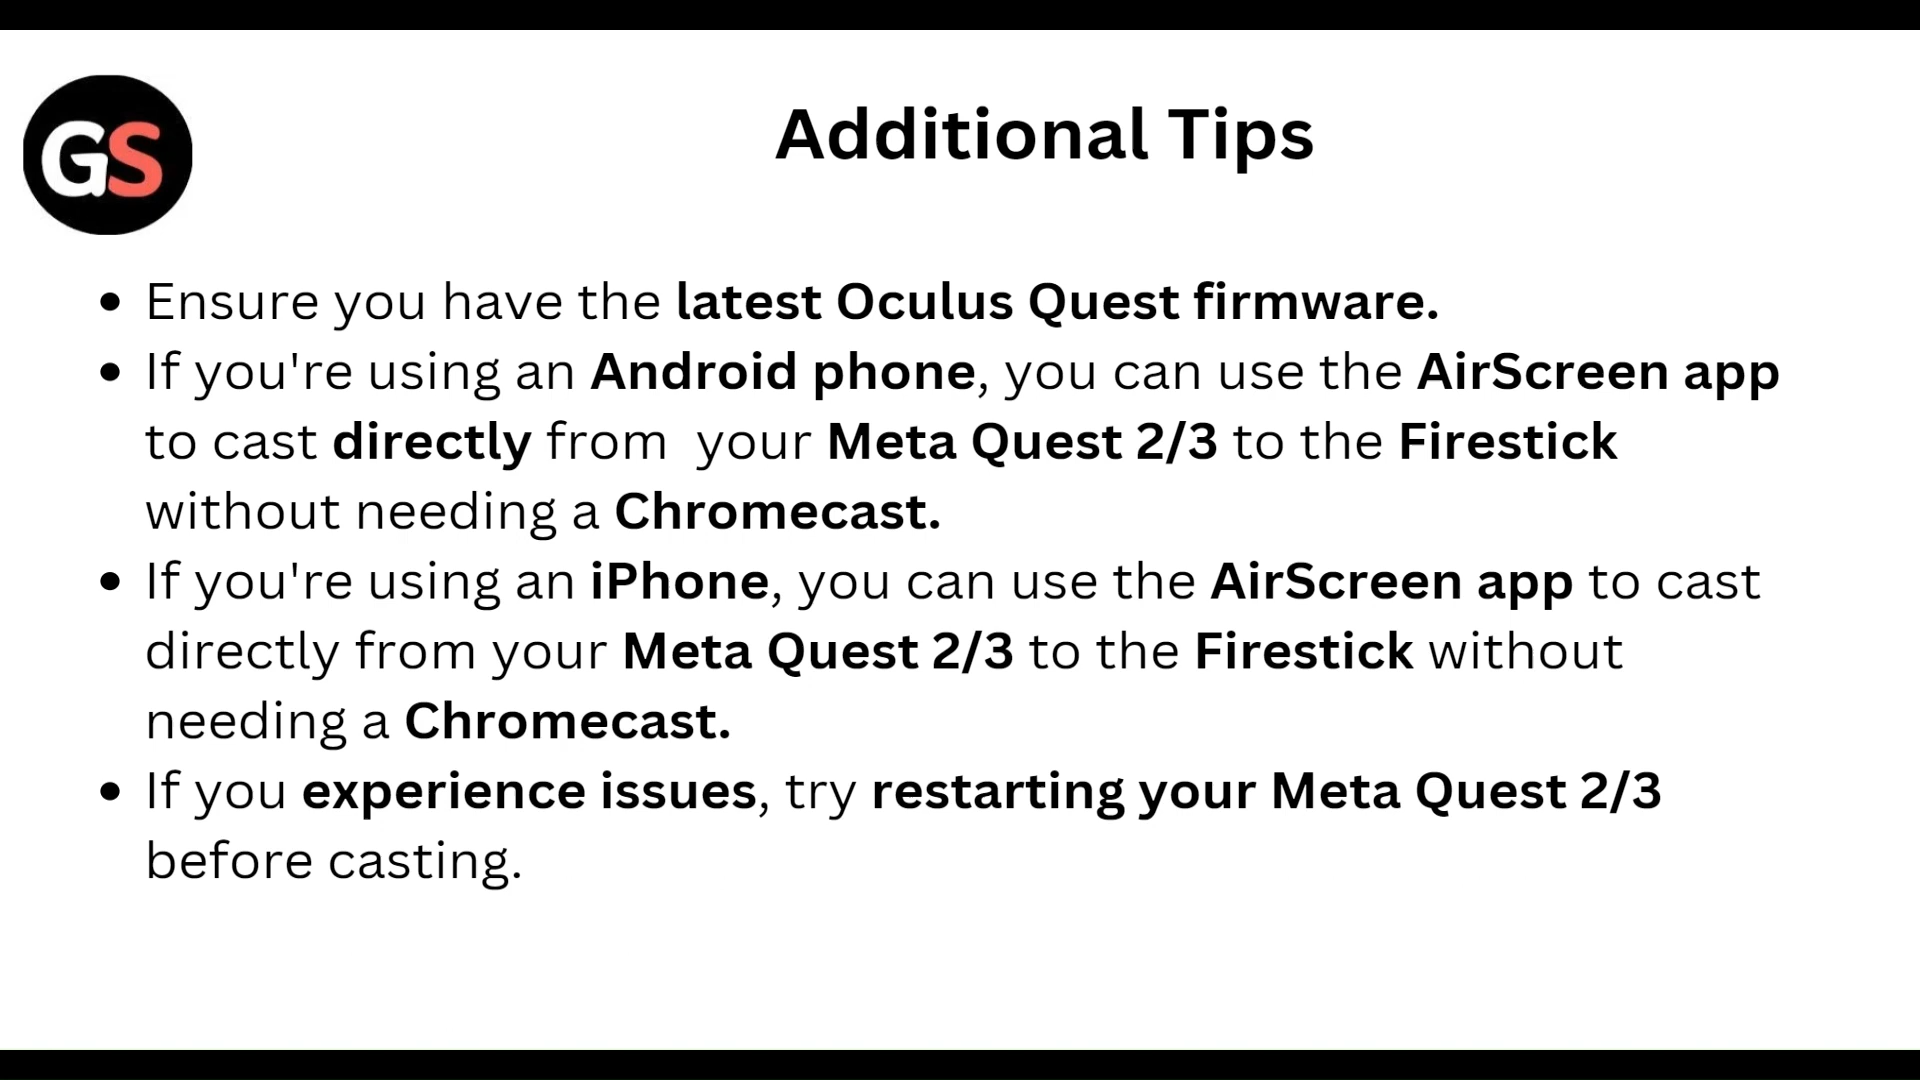 GS
Additional Tips
• Ensure you have the latest Oculus Quest firmware.
• If you're using an Android phone, you can use the AirScreen app
to cast directly from  your Meta Quest 2/3 to the Firestick
without needing a Chromecast.
• If you're using an iPhone, you can use the AirScreen app to cast
directly from your Meta Quest 2/3 to the Firestick without
needing a Chromecast.
• If you experience issues, try restarting your Meta Quest 2/3
before casting.